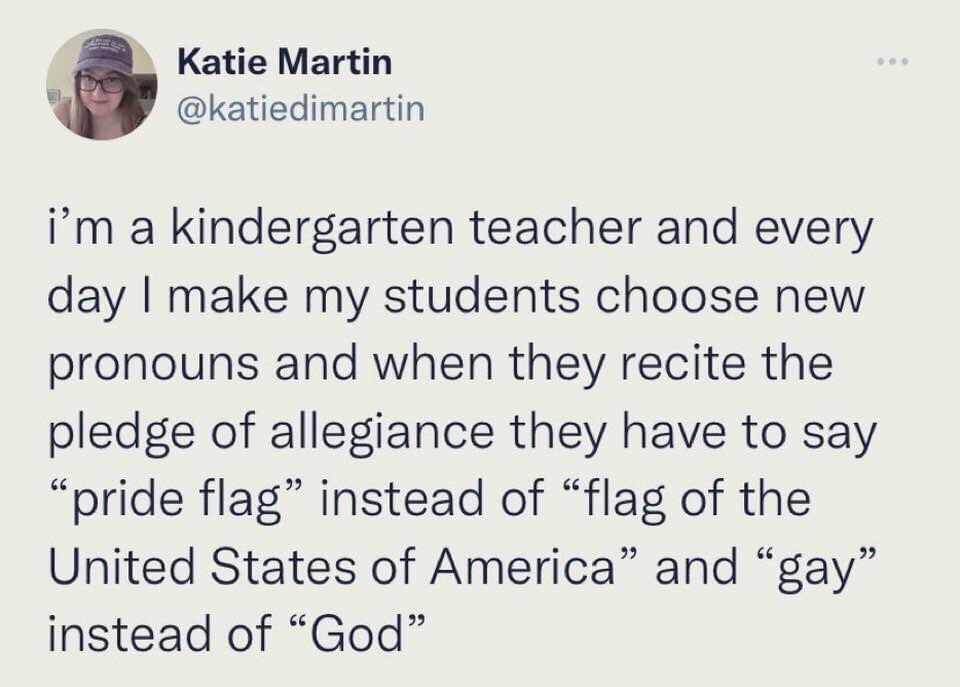 Katie Martin
@katiedimartin
i’m a kindergarten teacher and every
day I make my students choose new
pronouns and when they recite the
pledge of allegiance they have to say
“pride flag” instead of “flag of the
United States of America” and “gay”
instead of “God”